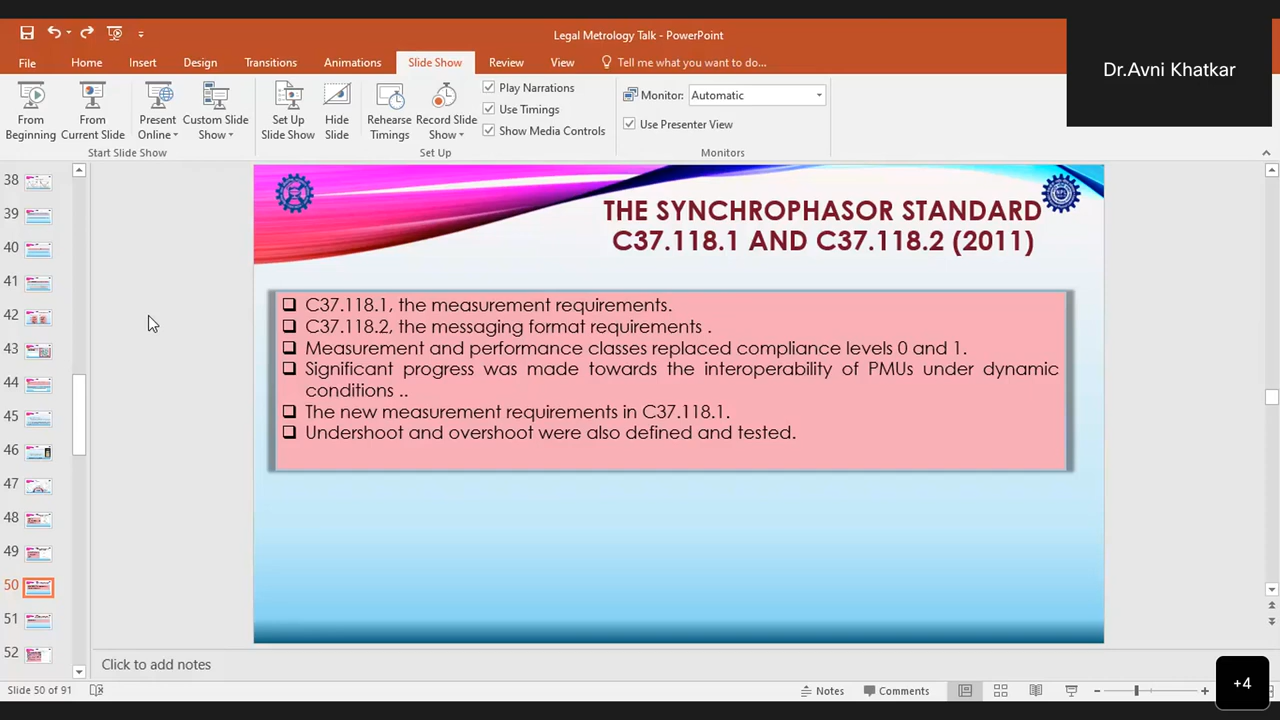 Legal Metrology Talk - PowerPoint
Dr.Avni Khatkar
File Home Insert Design Transitions Animations Slide Show Review View Tell me what you want to do...
From Beginning
From Current Slide
Present Online
Custom Slide Show
Set Up Slide Show
Hide Slide
Rehearse Timings
Record Slide Show
Play Narrations
Use Timings
Show Media Controls
Monitor: Automatic
Use Presenter View
Start Slide Show Set Up Monitors
38
39
40
41
42
43
44
45
46
47
48
49
50
51
52
THE SYNCHROPHASOR STANDARD
C37.118.1 AND C37.118.2 (2011)
C37.118.1, the measurement requirements.
C37.118.2, the messaging format requirements .
Measurement and performance classes replaced compliance levels 0 and 1.
Significant progress was made towards the interoperability of PMUs under dynamic
conditions ..
The new measurement requirements in C37.118.1.
Undershoot and overshoot were also defined and tested.
Click to add notes
Slide 50 of 91 Notes Comments
+4